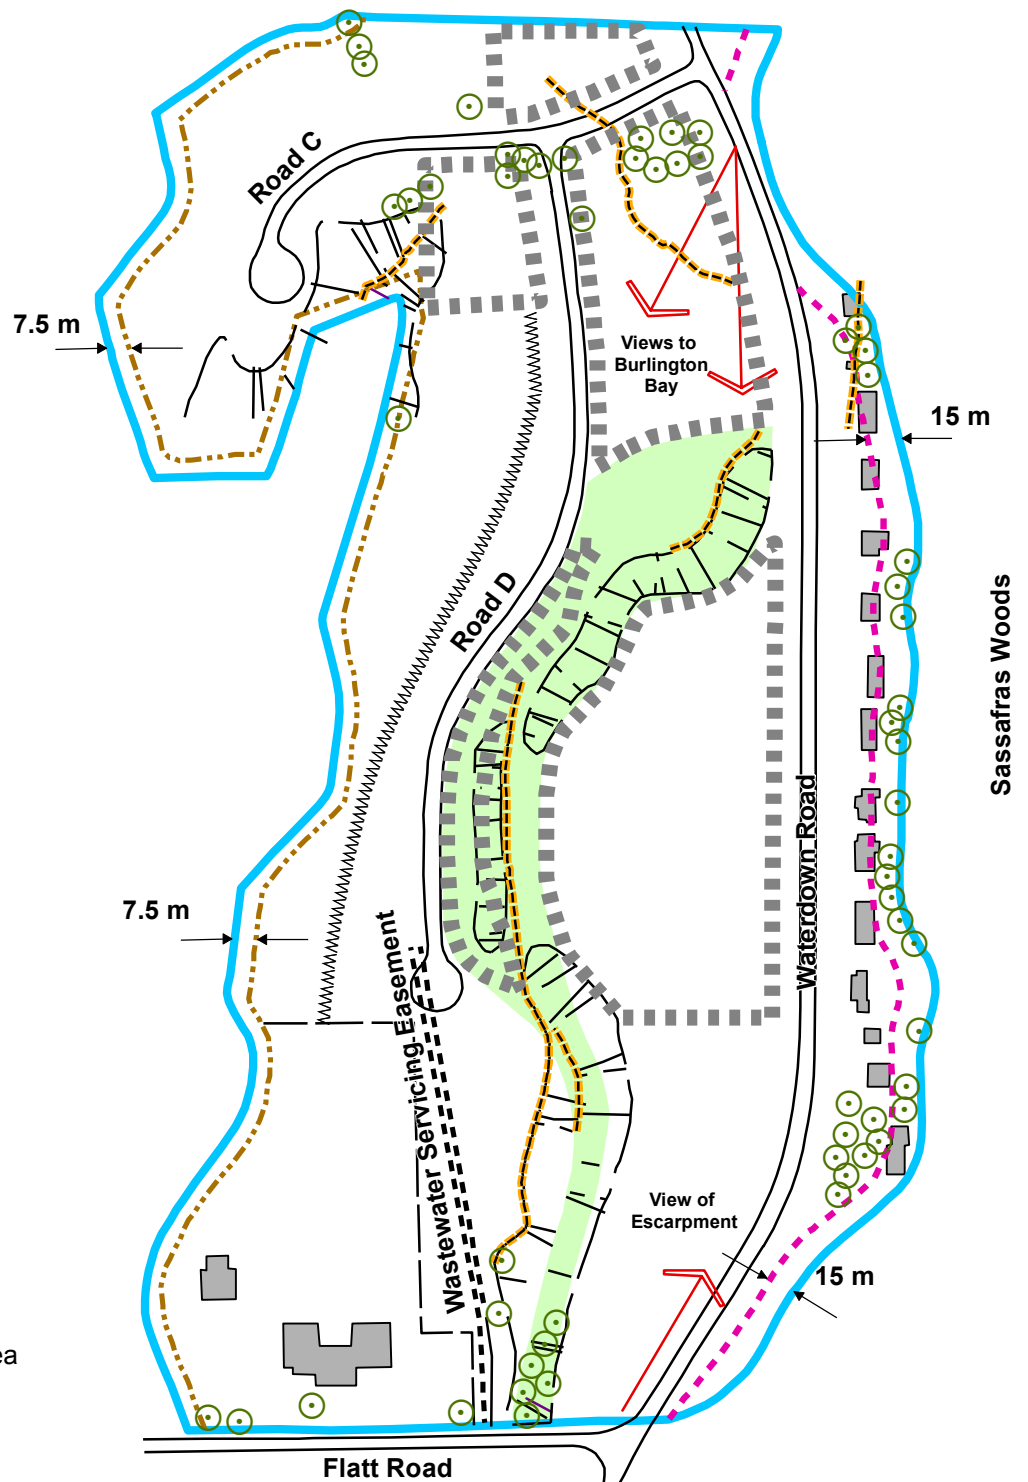 Road C
7.5 m
Views to
Burlington
Bay
15 m
Road D
Sassafras Woods
Waterdown Road
7.5 m
Wastewater Servicing Easement
View of
Escarpment
15 m
ea
Flatt Road